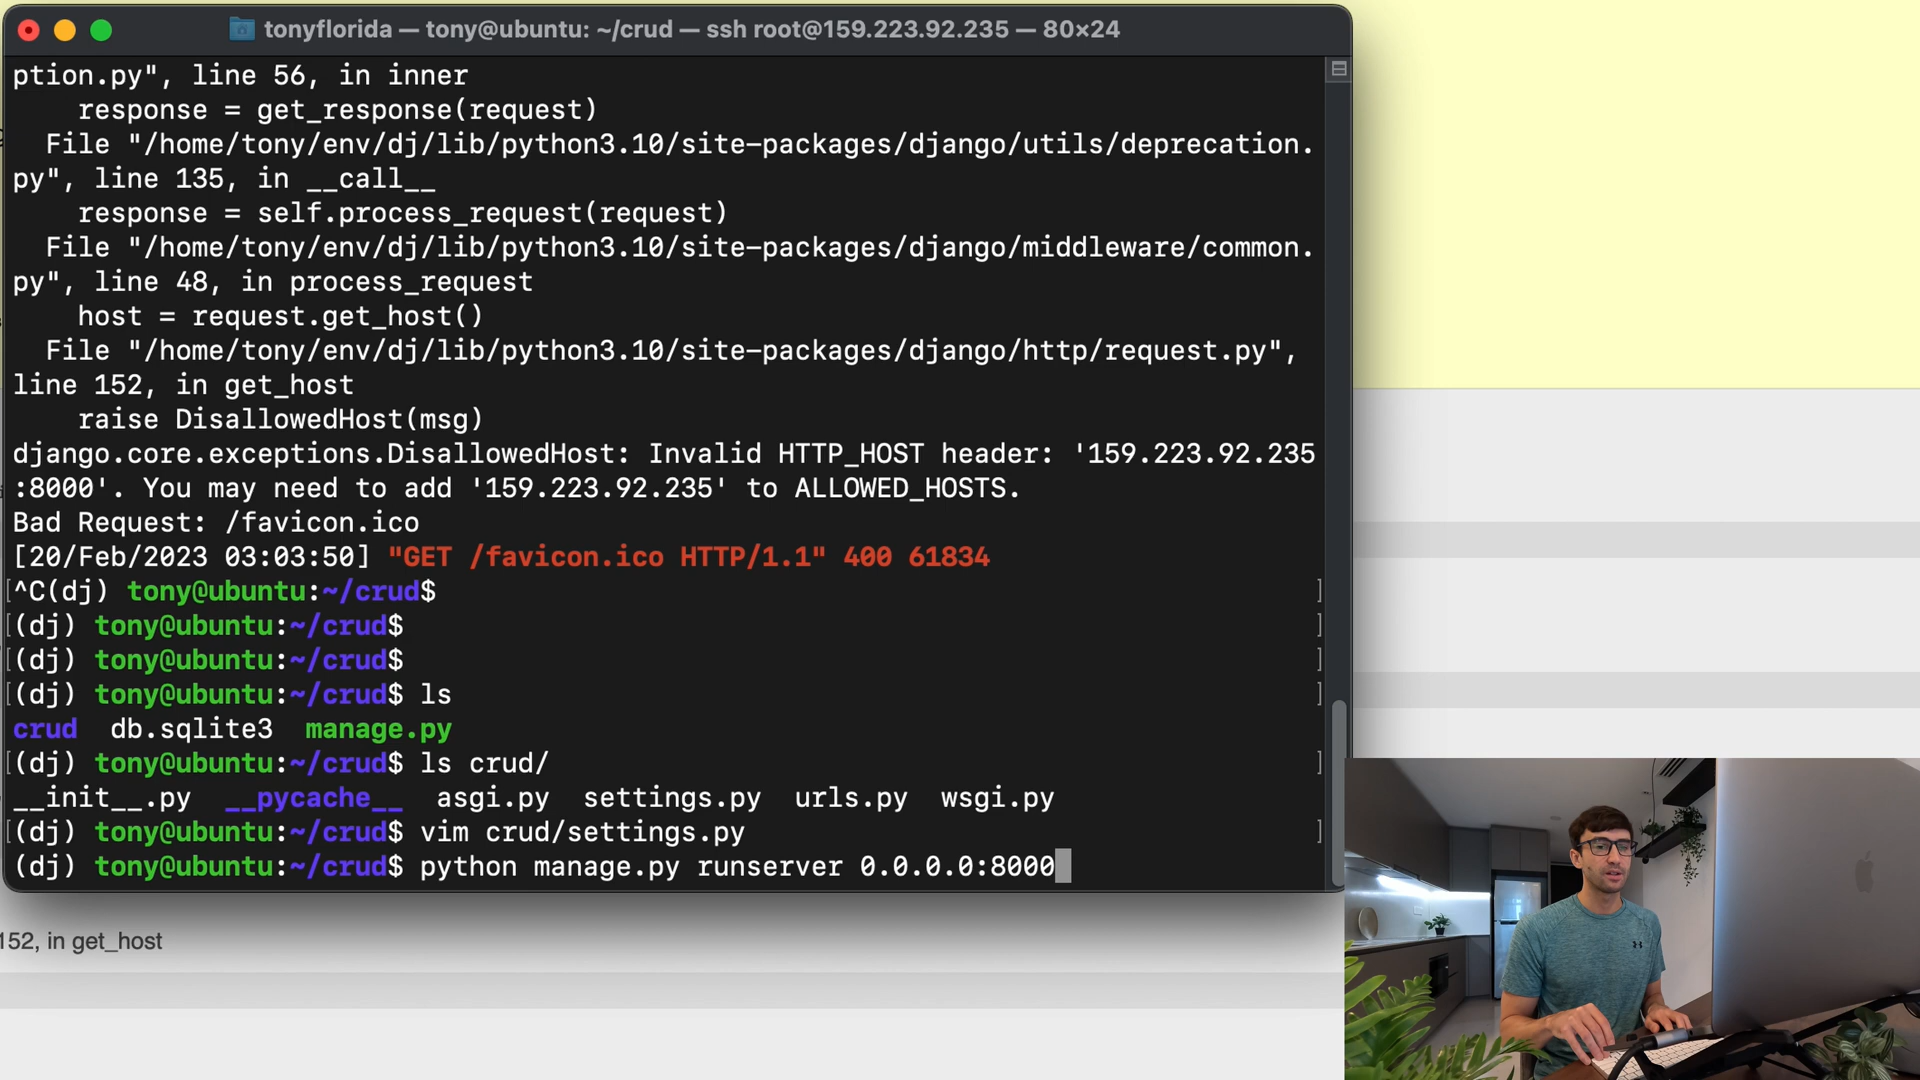 tonyflorida — tony@ubuntu: ~/crud — ssh root@159.223.92.235 — 80×24
ption.py", line 56, in inner
    response = get_response(request)
  File "/home/tony/env/dj/lib/python3.10/site-packages/django/utils/deprecation.
py", line 135, in __call__
    response = self.process_request(request)
  File "/home/tony/env/dj/lib/python3.10/site-packages/django/middleware/common.
py", line 48, in process_request
    host = request.get_host()
  File "/home/tony/env/dj/lib/python3.10/site-packages/django/http/request.py",
line 152, in get_host
    raise DisallowedHost(msg)
django.core.exceptions.DisallowedHost: Invalid HTTP_HOST header: '159.223.92.235
:8000'. You may need to add '159.223.92.235' to ALLOWED_HOSTS.
Bad Request: /favicon.ico
[20/Feb/2023 03:03:50] "GET /favicon.ico HTTP/1.1" 400 61834
[^C(dj) tony@ubuntu:~/crud$ ]
[(dj) tony@ubuntu:~/crud$ ]
[(dj) tony@ubuntu:~/crud$ ]
[(dj) tony@ubuntu:~/crud$ ls ]
crud  db.sqlite3  manage.py
[(dj) tony@ubuntu:~/crud$ ls crud/ ]
__init__.py  __pycache__  asgi.py  settings.py  urls.py  wsgi.py
[(dj) tony@ubuntu:~/crud$ vim crud/settings.py ]
(dj) tony@ubuntu:~/crud$ python manage.py runserver 0.0.0.0:8000
152, in get_host